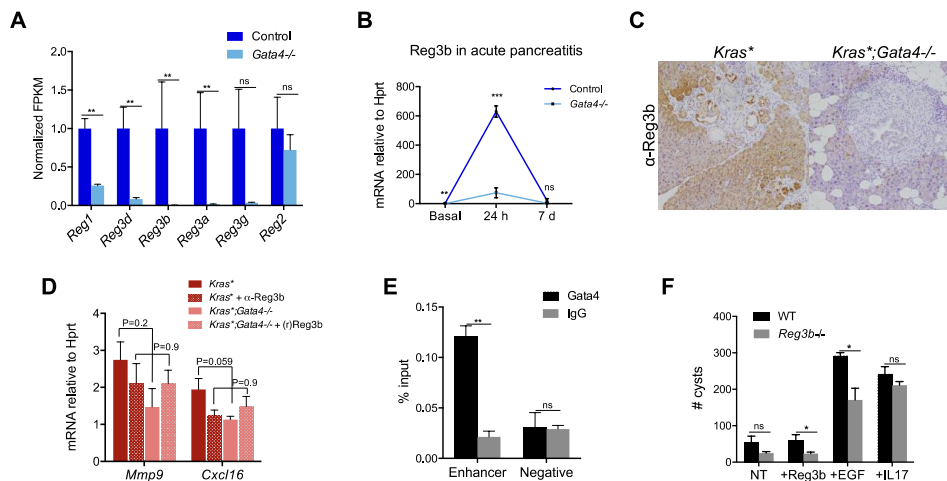 A
Control
Gata4-/-
Normalized FPKM
1.5
1.0
0.5
0.0
**
**
**
**
ns
ns
Reg1
Reg3d
Reg3b
Reg3a
Reg3g
Reg2
B
Reg3b in acute pancreatitis
mRNA relative to Hprt
800
600
400
200
0
Control
Gata4-/-
**
***
ns
Basal
24 h
7 d
C
Kras*
Kras*;Gata4-/-
α-Reg3b
D
Kras*
Kras* + α-Reg3b
Kras*;Gata4-/-
Kras*;Gata4-/- + (r)Reg3b
mRNA relative to Hprt
4
3
2
1
0
P=0.2
P=0.9
P=0.059
P=0.9
Mmp9
Cxcl16
E
Gata4
IgG
% input
0.15
0.10
0.05
0.00
**
ns
Enhancer
Negative
F
WT
Reg3b-/-
# cysts
400
300
200
100
0
ns
*
*
ns
NT
+Reg3b
+EGF
+IL17